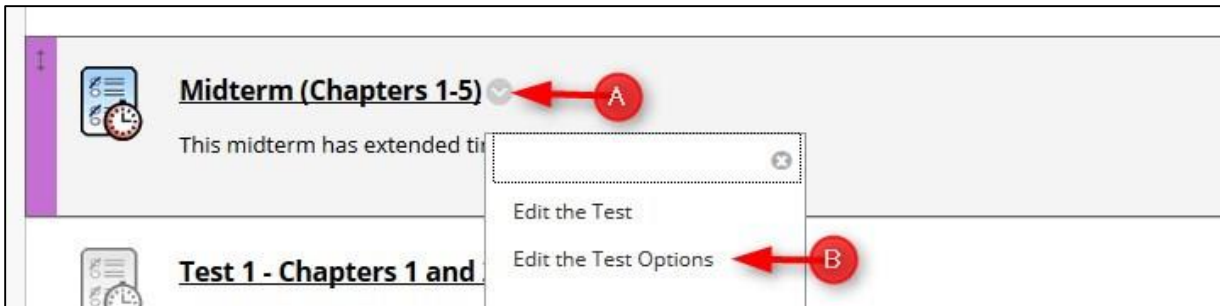 Midterm (Chapters 1-5)
A
This midterm has extended
Edit the Test
Edit the Test Options
B
Test 1 - Chapters 1 and